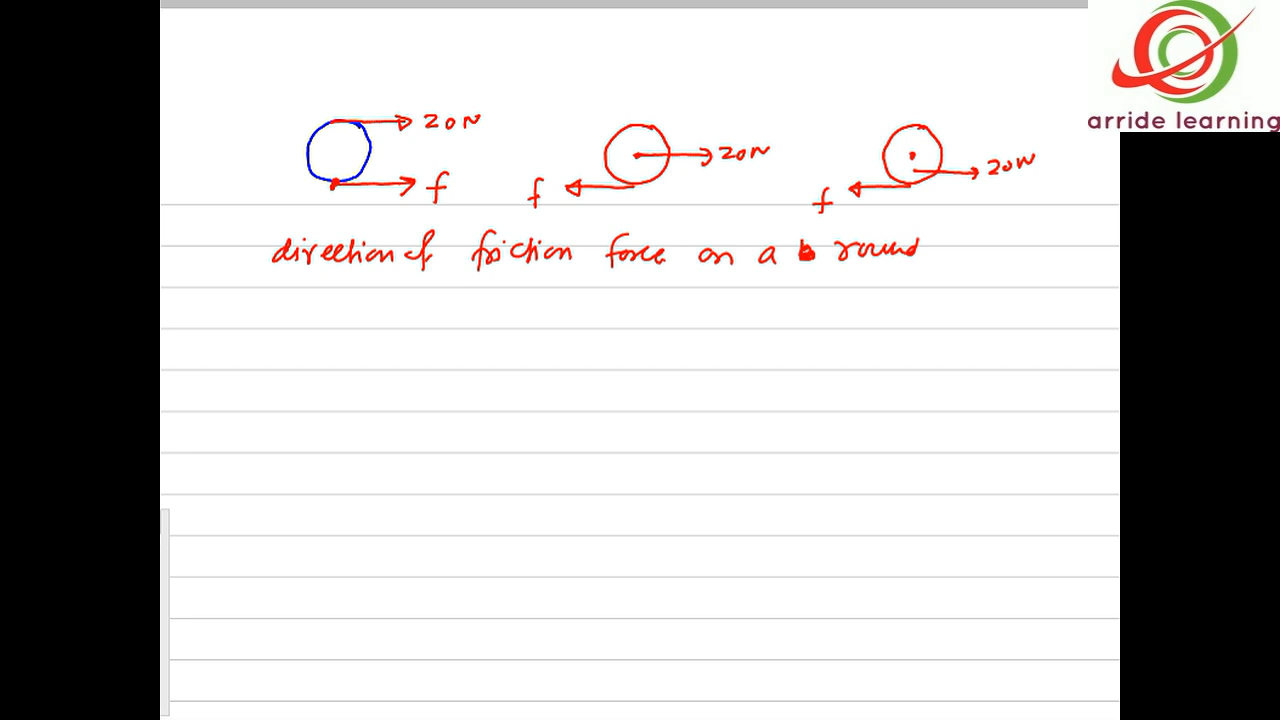 arride learning
20N 20N 20N
f f f
direction of friction force on a round